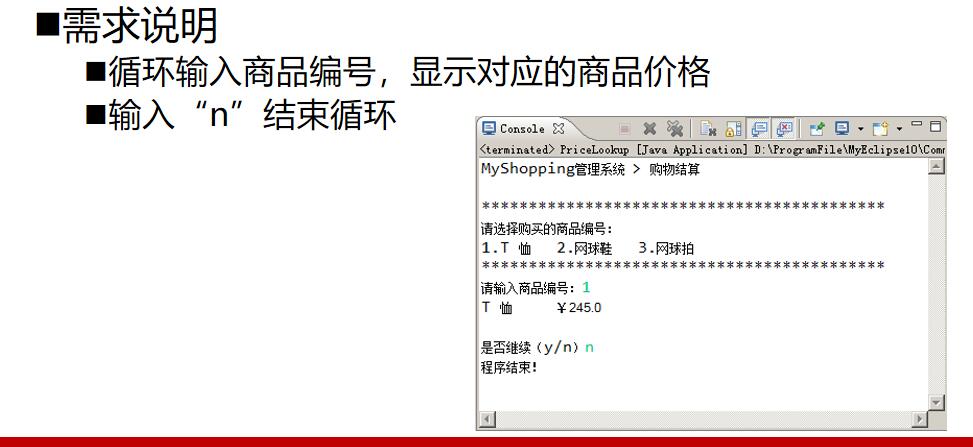 需求说明
循环输入商品编号，显示对应的商品价格
输入“n”结束循环
Console
<terminated> PriceLookup [Java Application] D:\ProgramFile\MyEclipse10\Comm
MyShopping管理系统 > 购物结算
*******************************************
请选择购买的商品编号：
1.T 恤 2.网球鞋 3.网球拍
*******************************************
请输入商品编号：1
T 恤 ￥245.0
是否继续（y/n）n
程序结束!